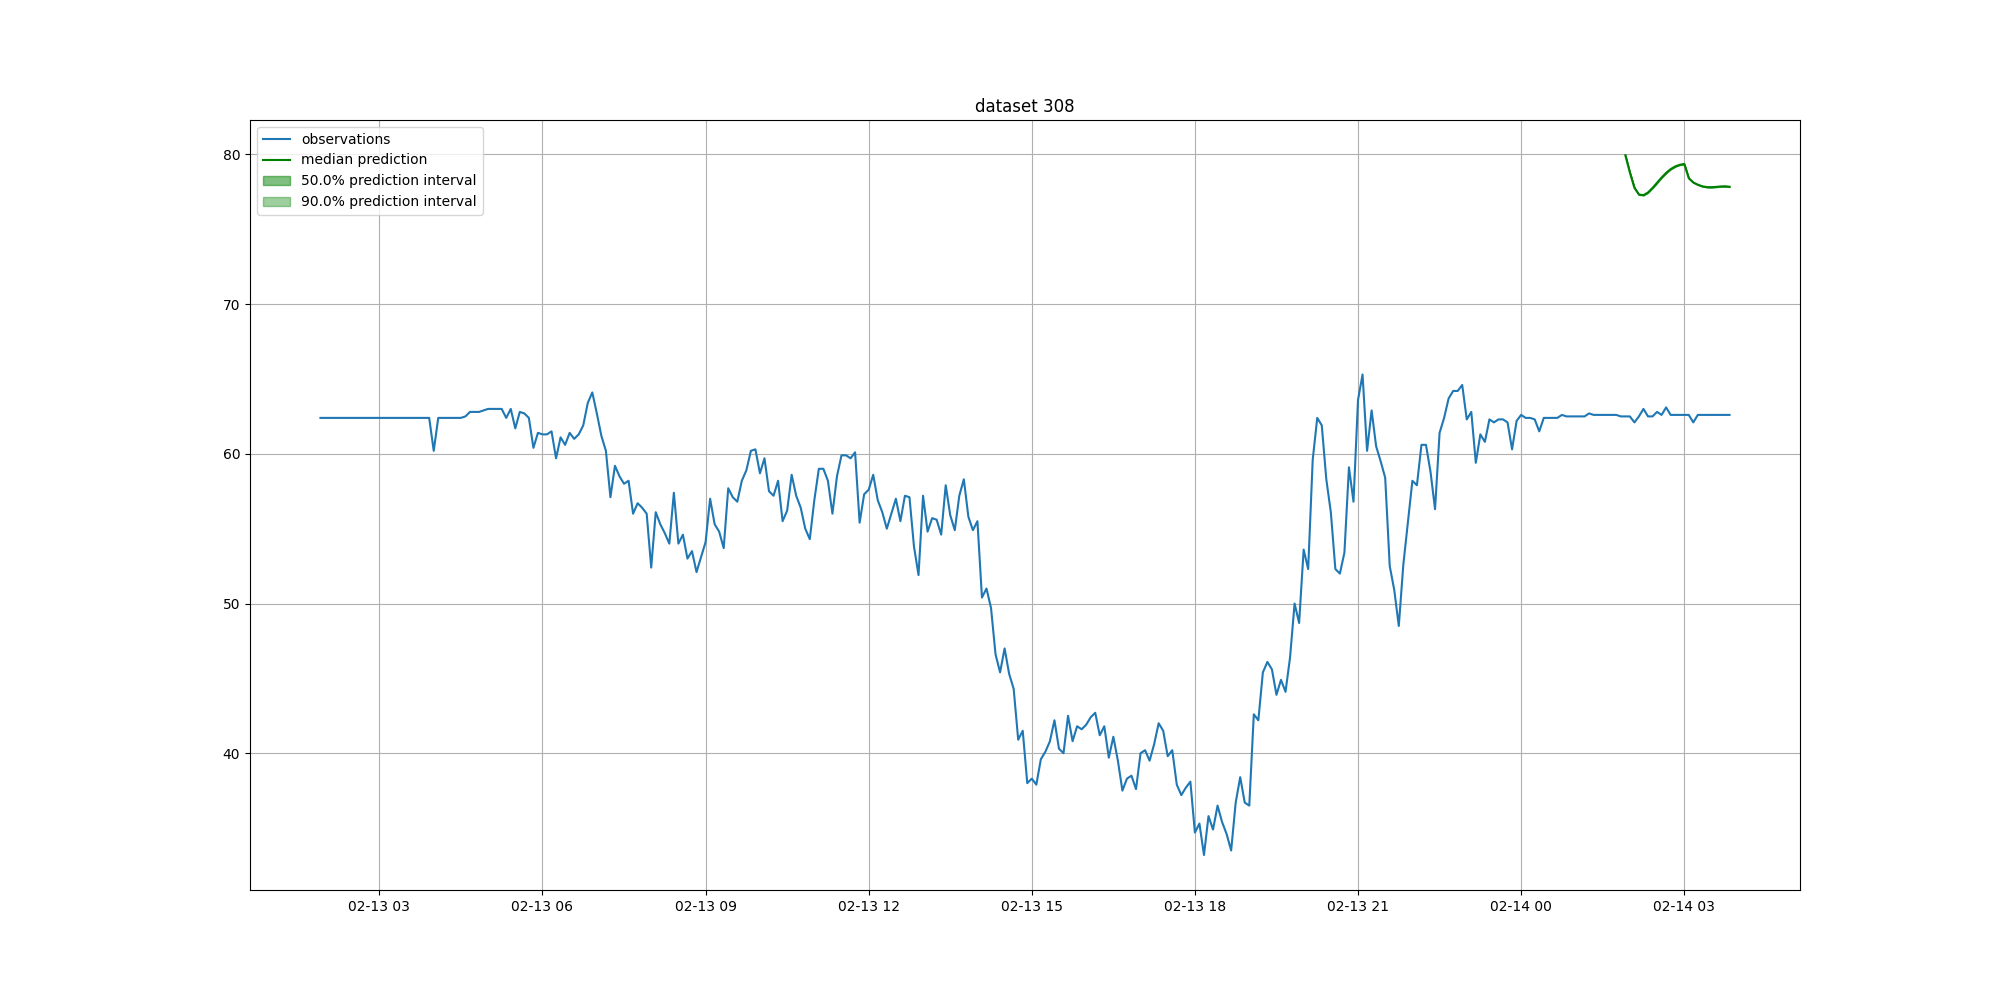 dataset 308
observations
median prediction
50.0% prediction interval
90.0% prediction interval
80
70
60
50
40
02-13 03
02-13 06
02-13 09
02-13 12
02-13 15
02-13 18
02-13 21
02-14 00
02-14 03